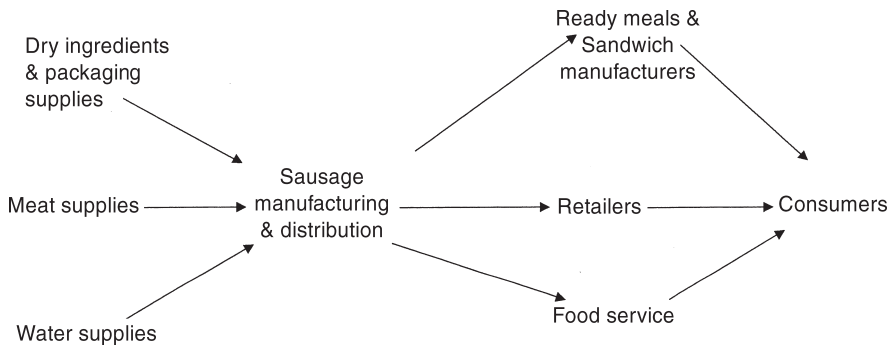 Ready meals &
Sandwich
manufacturers
Dry ingredients
& packaging
supplies
Sausage
manufacturing
& distribution
Meat supplies
Retailers
Consumers
Food service
Water supplies